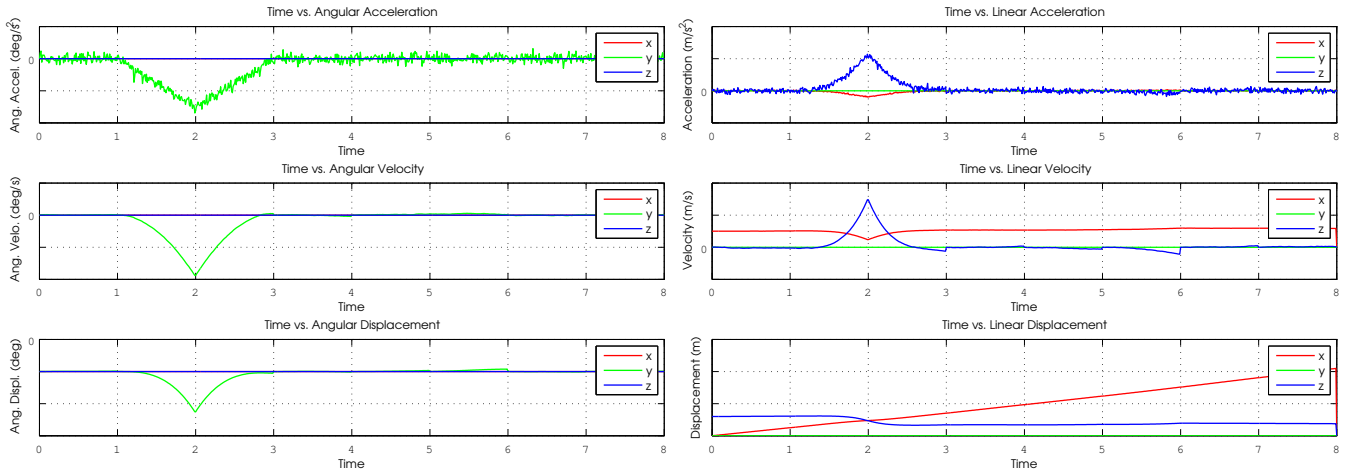 Time vs. Angular Acceleration
Ang. Accel. (deg/s²)
0
x
y
z
0 1 2 3 4 5 6 7 8
Time
Time vs. Linear Acceleration
Acceleration (m/s²)
0
x
y
z
0 1 2 3 4 5 6 7 8
Time
Time vs. Angular Velocity
Ang. Velo. (deg/s)
0
x
y
z
0 1 2 3 4 5 6 7 8
Time
Time vs. Linear Velocity
Velocity (m/s)
0
x
y
z
0 1 2 3 4 5 6 7 8
Time
Time vs. Angular Displacement
Ang. Displ. (deg)
0
x
y
z
0 1 2 3 4 5 6 7 8
Time
Time vs. Linear Displacement
Displacement (m)
x
y
z
0 1 2 3 4 5 6 7 8
Time